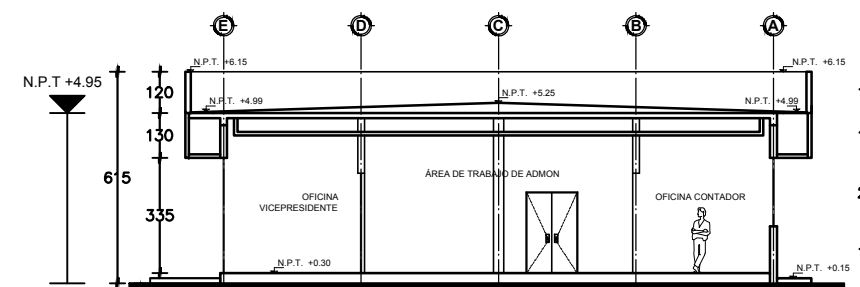 E D C B A
N.P.T. +6.15
N.P.T. +6.15
N.P.T +4.95
120
N.P.T. +4.99
N.P.T. +5.25
N.P.T. +4.99
130
615
ÁREA DE TRABAJO DE ADMON
OFICINA
VICEPRESIDENTE
OFICINA CONTADOR
335
N.P.T. +0.30
N.P.T. +0.15